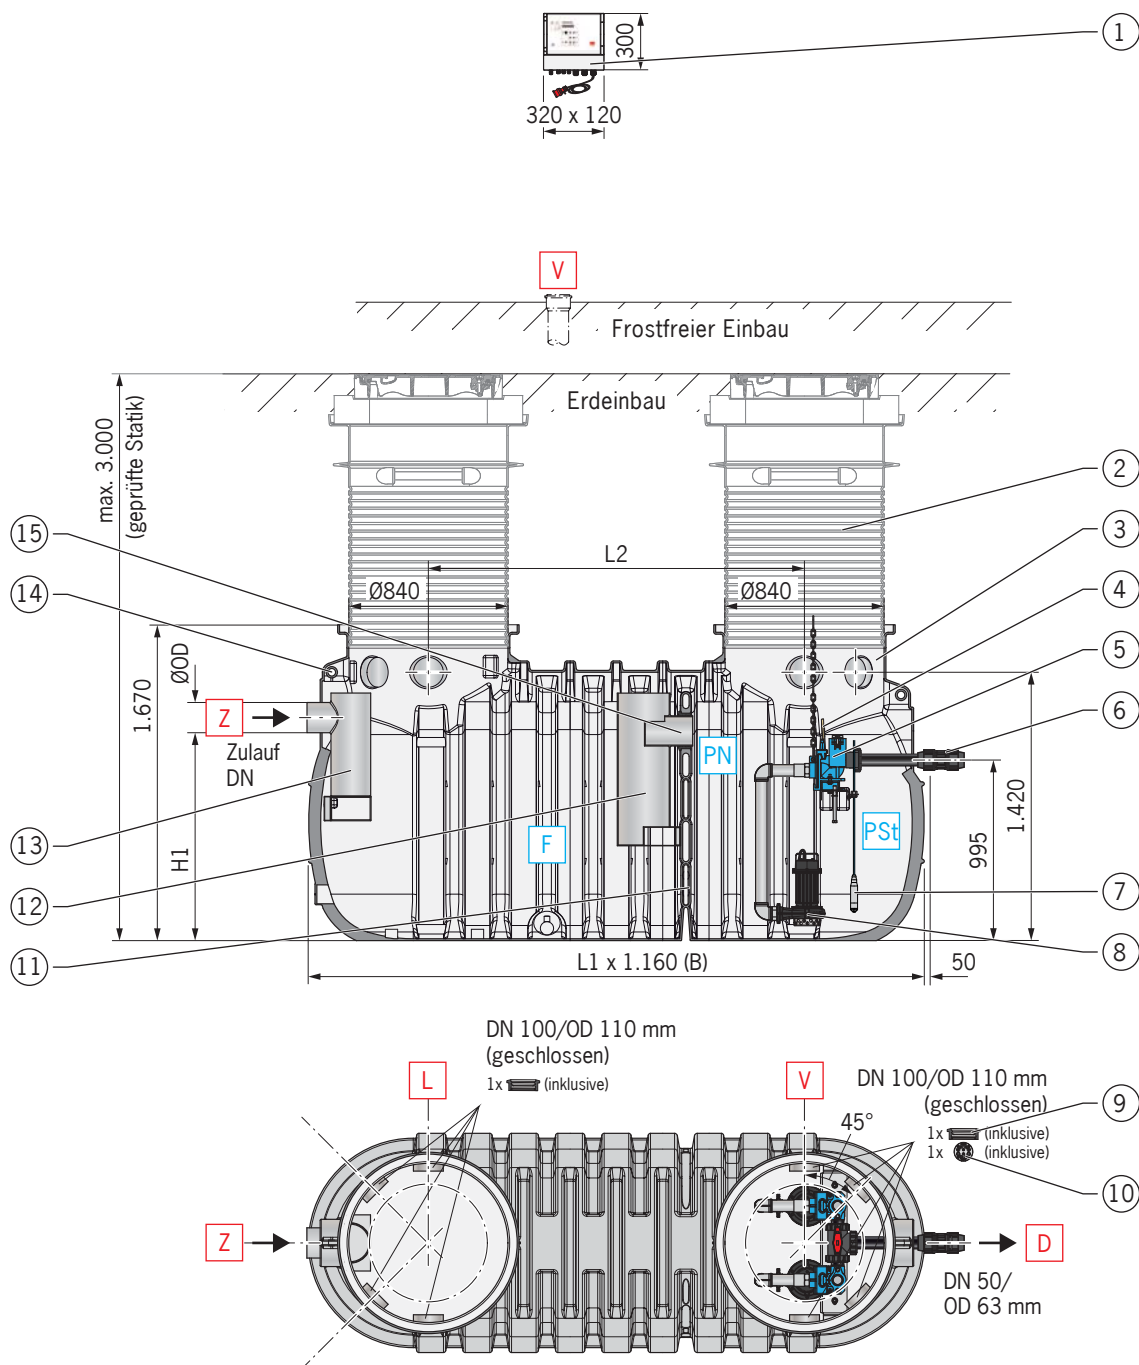 300
1
320 x 120
V
Frostfreier Einbau
Erdeinbau
max. 3.000
(geprüfte Statik)
2
15
3
L2
14
Ø840
Ø840
4
5
ØOD
1.670
6
Z
Zulauf
DN
PN
1.420
13
F
PSt
995
H1
12
7
8
11
L1 x 1.160 (B)
50
DN 100/OD 110 mm
(geschlossen)
1x (inklusive)
L
V
DN 100/OD 110 mm
(geschlossen)
9
45°
1x (inklusive)
1x (inklusive)
10
Z
D
DN 50/
OD 63 mm